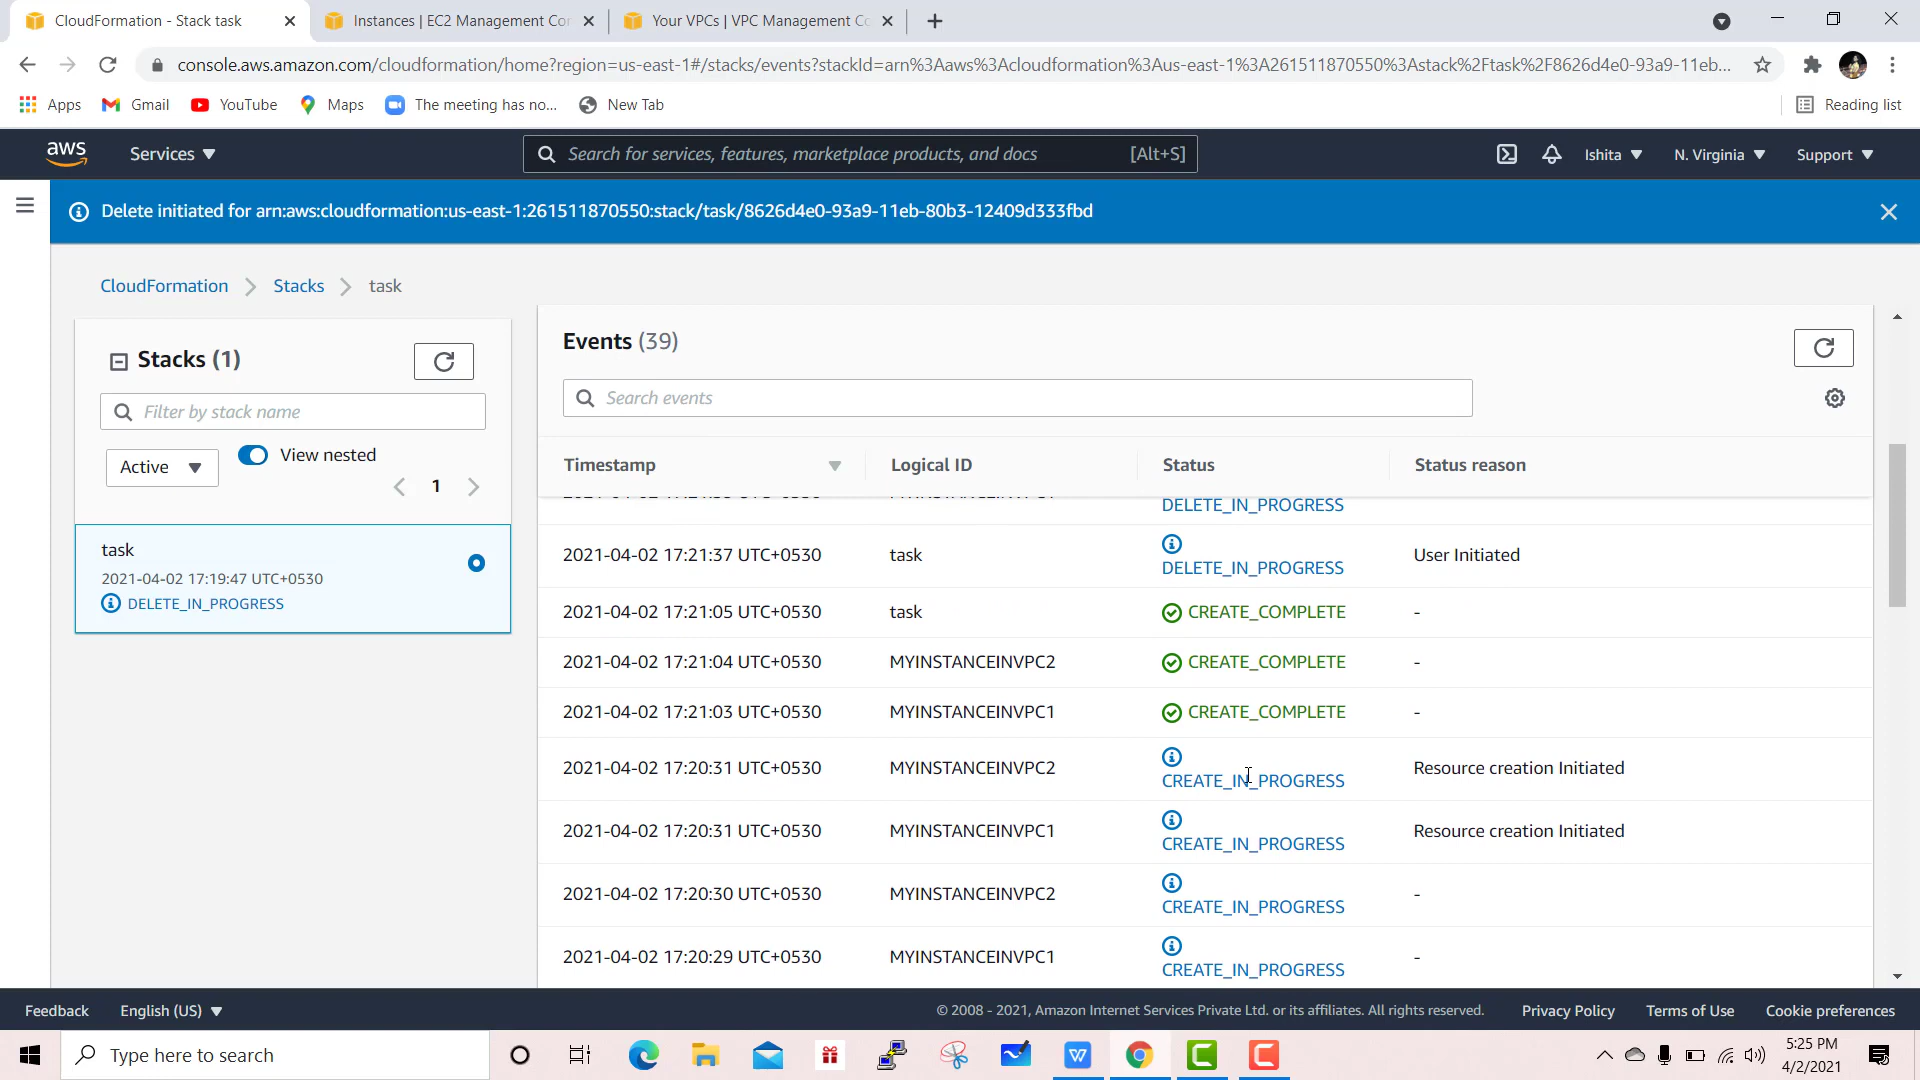 CloudFormation - Stack task
Instances | EC2 Management Con
Your VPCs | VPC Management Co
console.aws.amazon.com/cloudformation/home?region=us-east-1#/stacks/events?stackId=arn%3Aaws%3Acloudformation%3Aus-east-1%3A261511870550%3Astack%2Ftask%2F8626d4e0-93a9-11eb...
Apps
Gmail
YouTube
Maps
The meeting has no...
New Tab
Reading list
aws
Services
Search for services, features, marketplace products, and docs
[Alt+S]
Ishita
N. Virginia
Support
Delete initiated for arn:aws:cloudformation:us-east-1:261511870550:stack/task/8626d4e0-93a9-11eb-80b3-12409d333fbd
CloudFormation
Stacks
task
Stacks (1)
Filter by stack name
Active
View nested
1
task
2021-04-02 17:19:47 UTC+0530
DELETE_IN_PROGRESS
Events (39)
Search events
Timestamp Logical ID Status Status reason
DELETE_IN_PROGRESS
2021-04-02 17:21:37 UTC+0530 task DELETE_IN_PROGRESS User Initiated
2021-04-02 17:21:05 UTC+0530 task CREATE_COMPLETE -
2021-04-02 17:21:04 UTC+0530 MYINSTANCEINVPC2 CREATE_COMPLETE -
2021-04-02 17:21:03 UTC+0530 MYINSTANCEINVPC1 CREATE_COMPLETE -
2021-04-02 17:20:31 UTC+0530 MYINSTANCEINVPC2 CREATE_IN_PROGRESS Resource creation Initiated
2021-04-02 17:20:31 UTC+0530 MYINSTANCEINVPC1 CREATE_IN_PROGRESS Resource creation Initiated
2021-04-02 17:20:30 UTC+0530 MYINSTANCEINVPC2 CREATE_IN_PROGRESS -
2021-04-02 17:20:29 UTC+0530 MYINSTANCEINVPC1 CREATE_IN_PROGRESS -
Feedback
English (US)
© 2008 - 2021, Amazon Internet Services Private Ltd. or its affiliates. All rights reserved.
Privacy Policy
Terms of Use
Cookie preferences
Type here to search
5:25 PM
4/2/2021